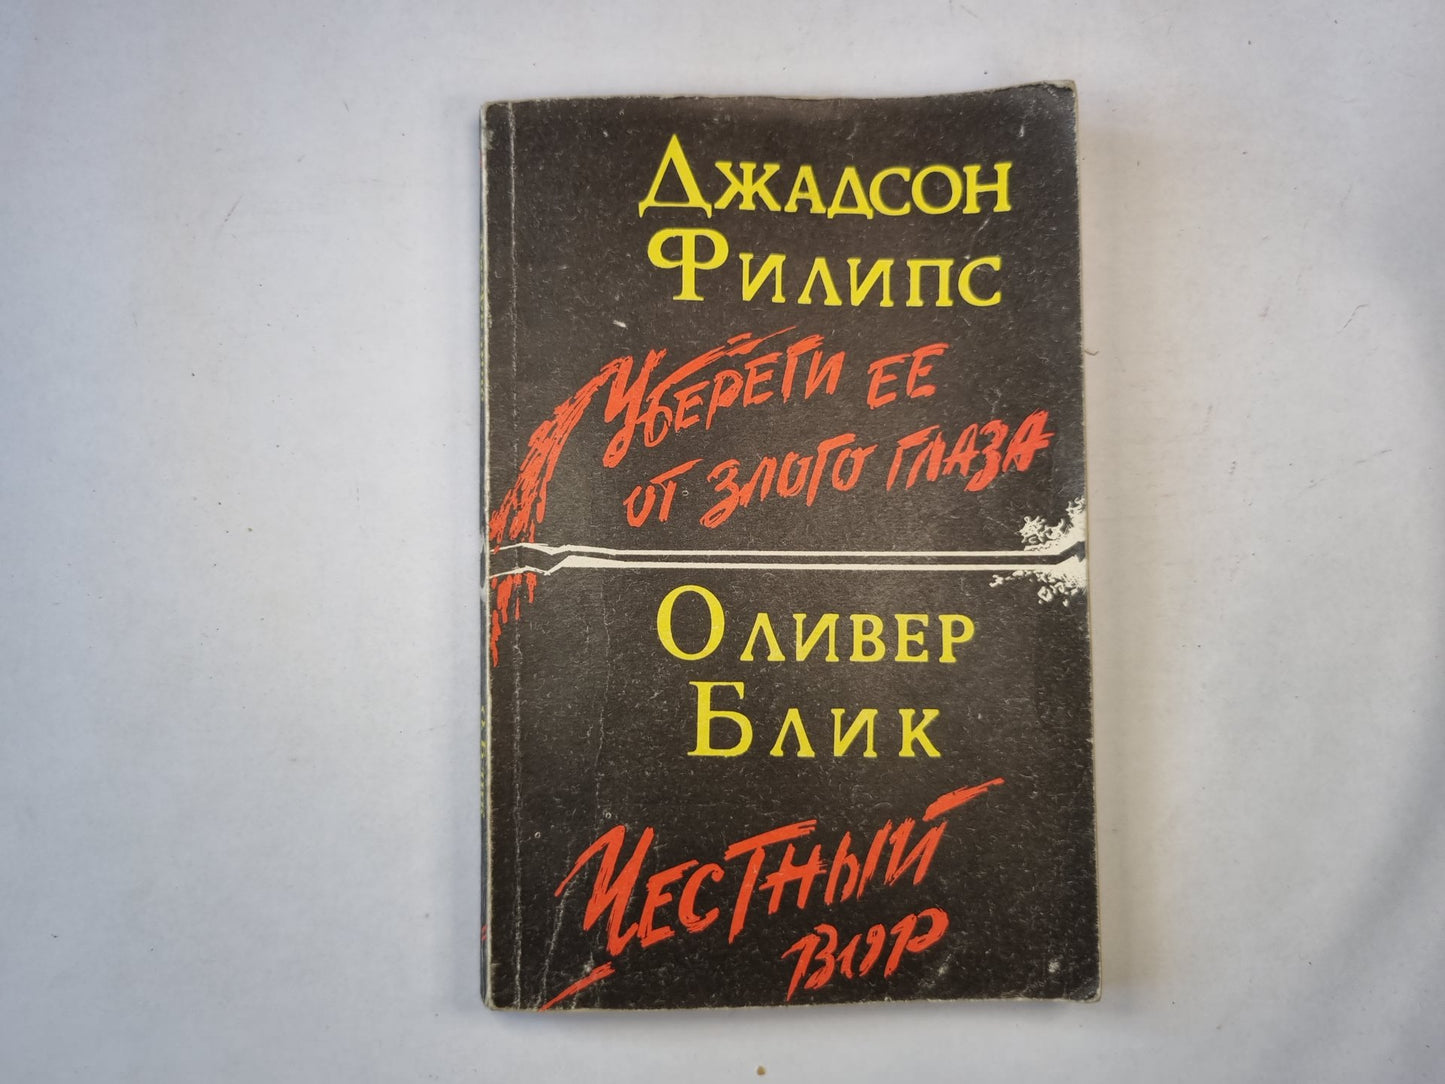 Джадсон
Филипс
Убереги ее
от злого глаза
Оливер
Блик
Честный
вор